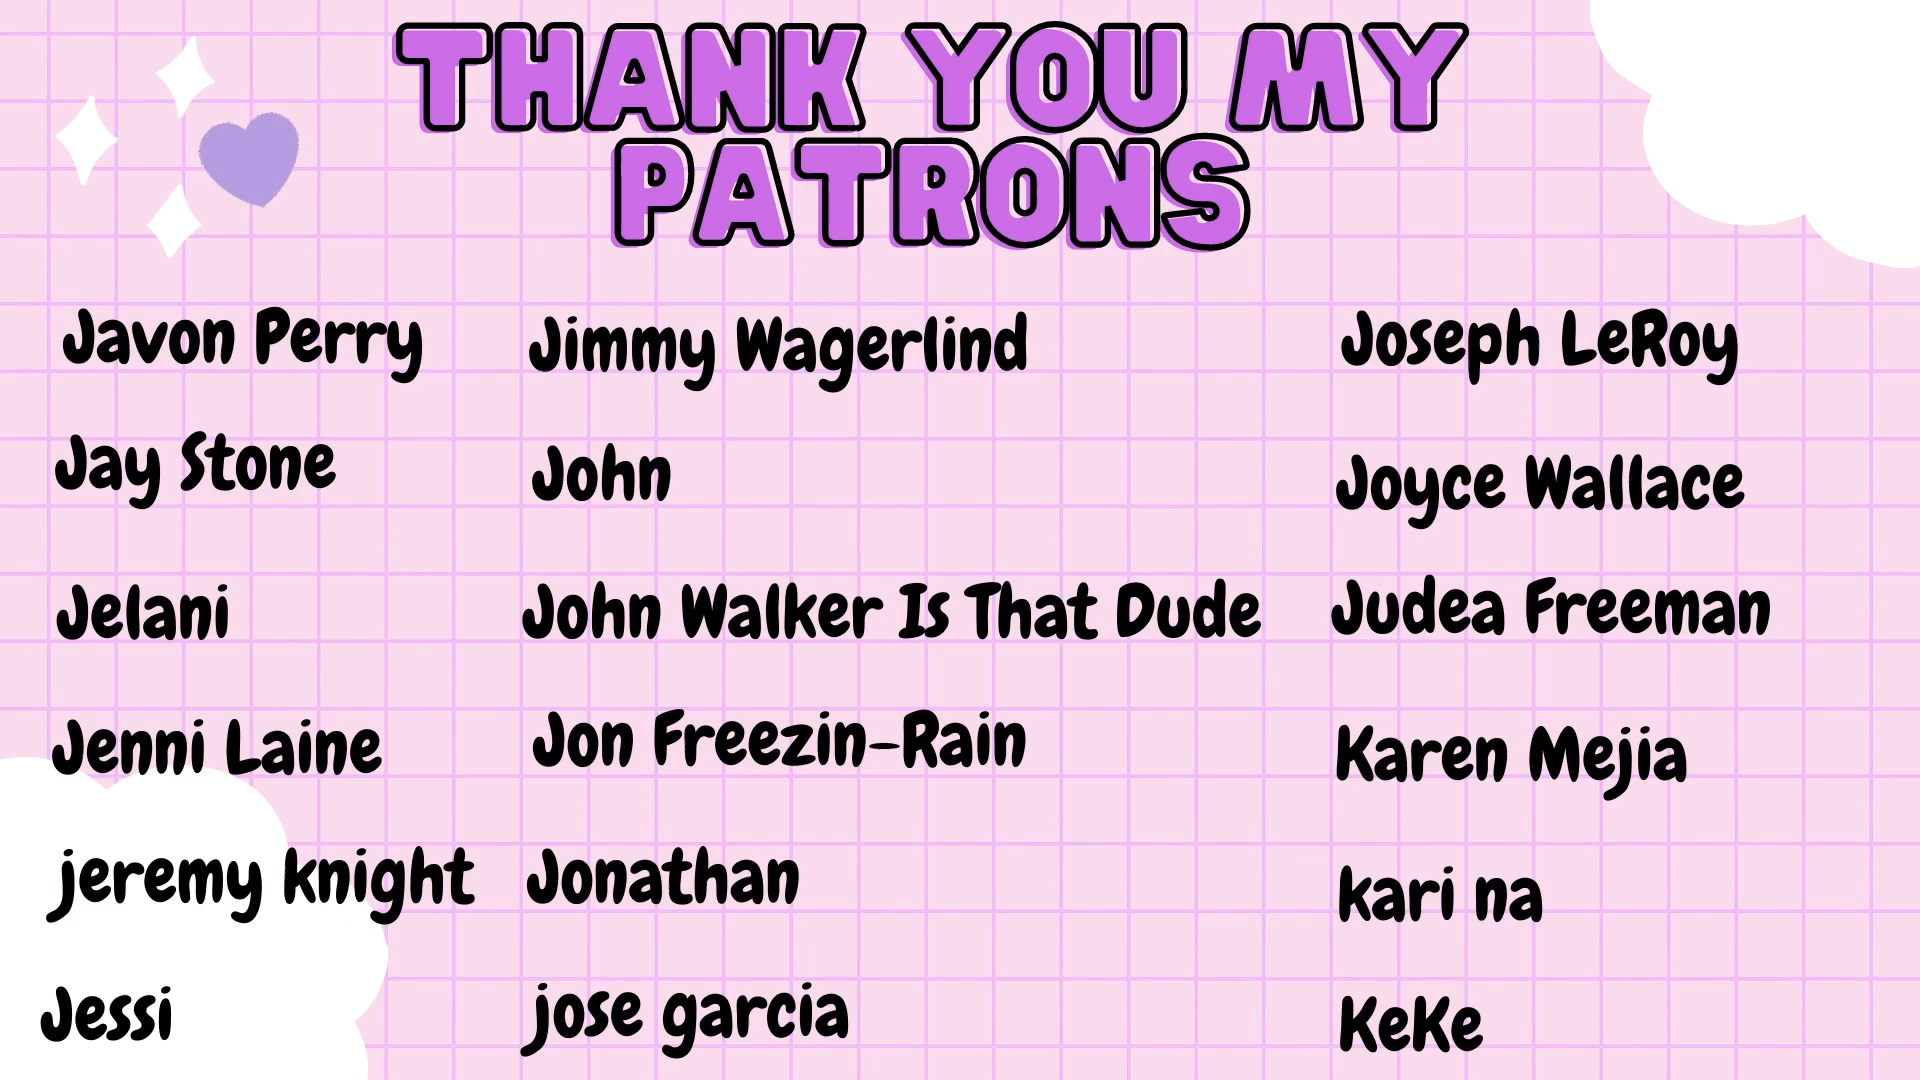 THANK YOU MY
PATRONS
Javon Perry
Jay Stone
Jelani
Jenni Laine
jeremy knight
Jessi
Jimmy Wagerlind
John
John Walker Is That Dude
Jon Freezin-Rain
Jonathan
jose garcia
Joseph LeRoy
Joyce Wallace
Judea Freeman
Karen Mejia
kari na
KeKe